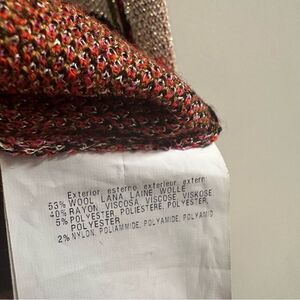 Exterior esterno, exterieur, extern.
53% WOOL LANA LAINE WOLLE
40% RAYON, VISCOSA VISCOSE, VISKOSE
5% POLYESTER, POLIESTERE, POLYESTER,
POLYESTER
2% NYLON, POLIAMMIDE, POLYAMIDE, POLYAMID